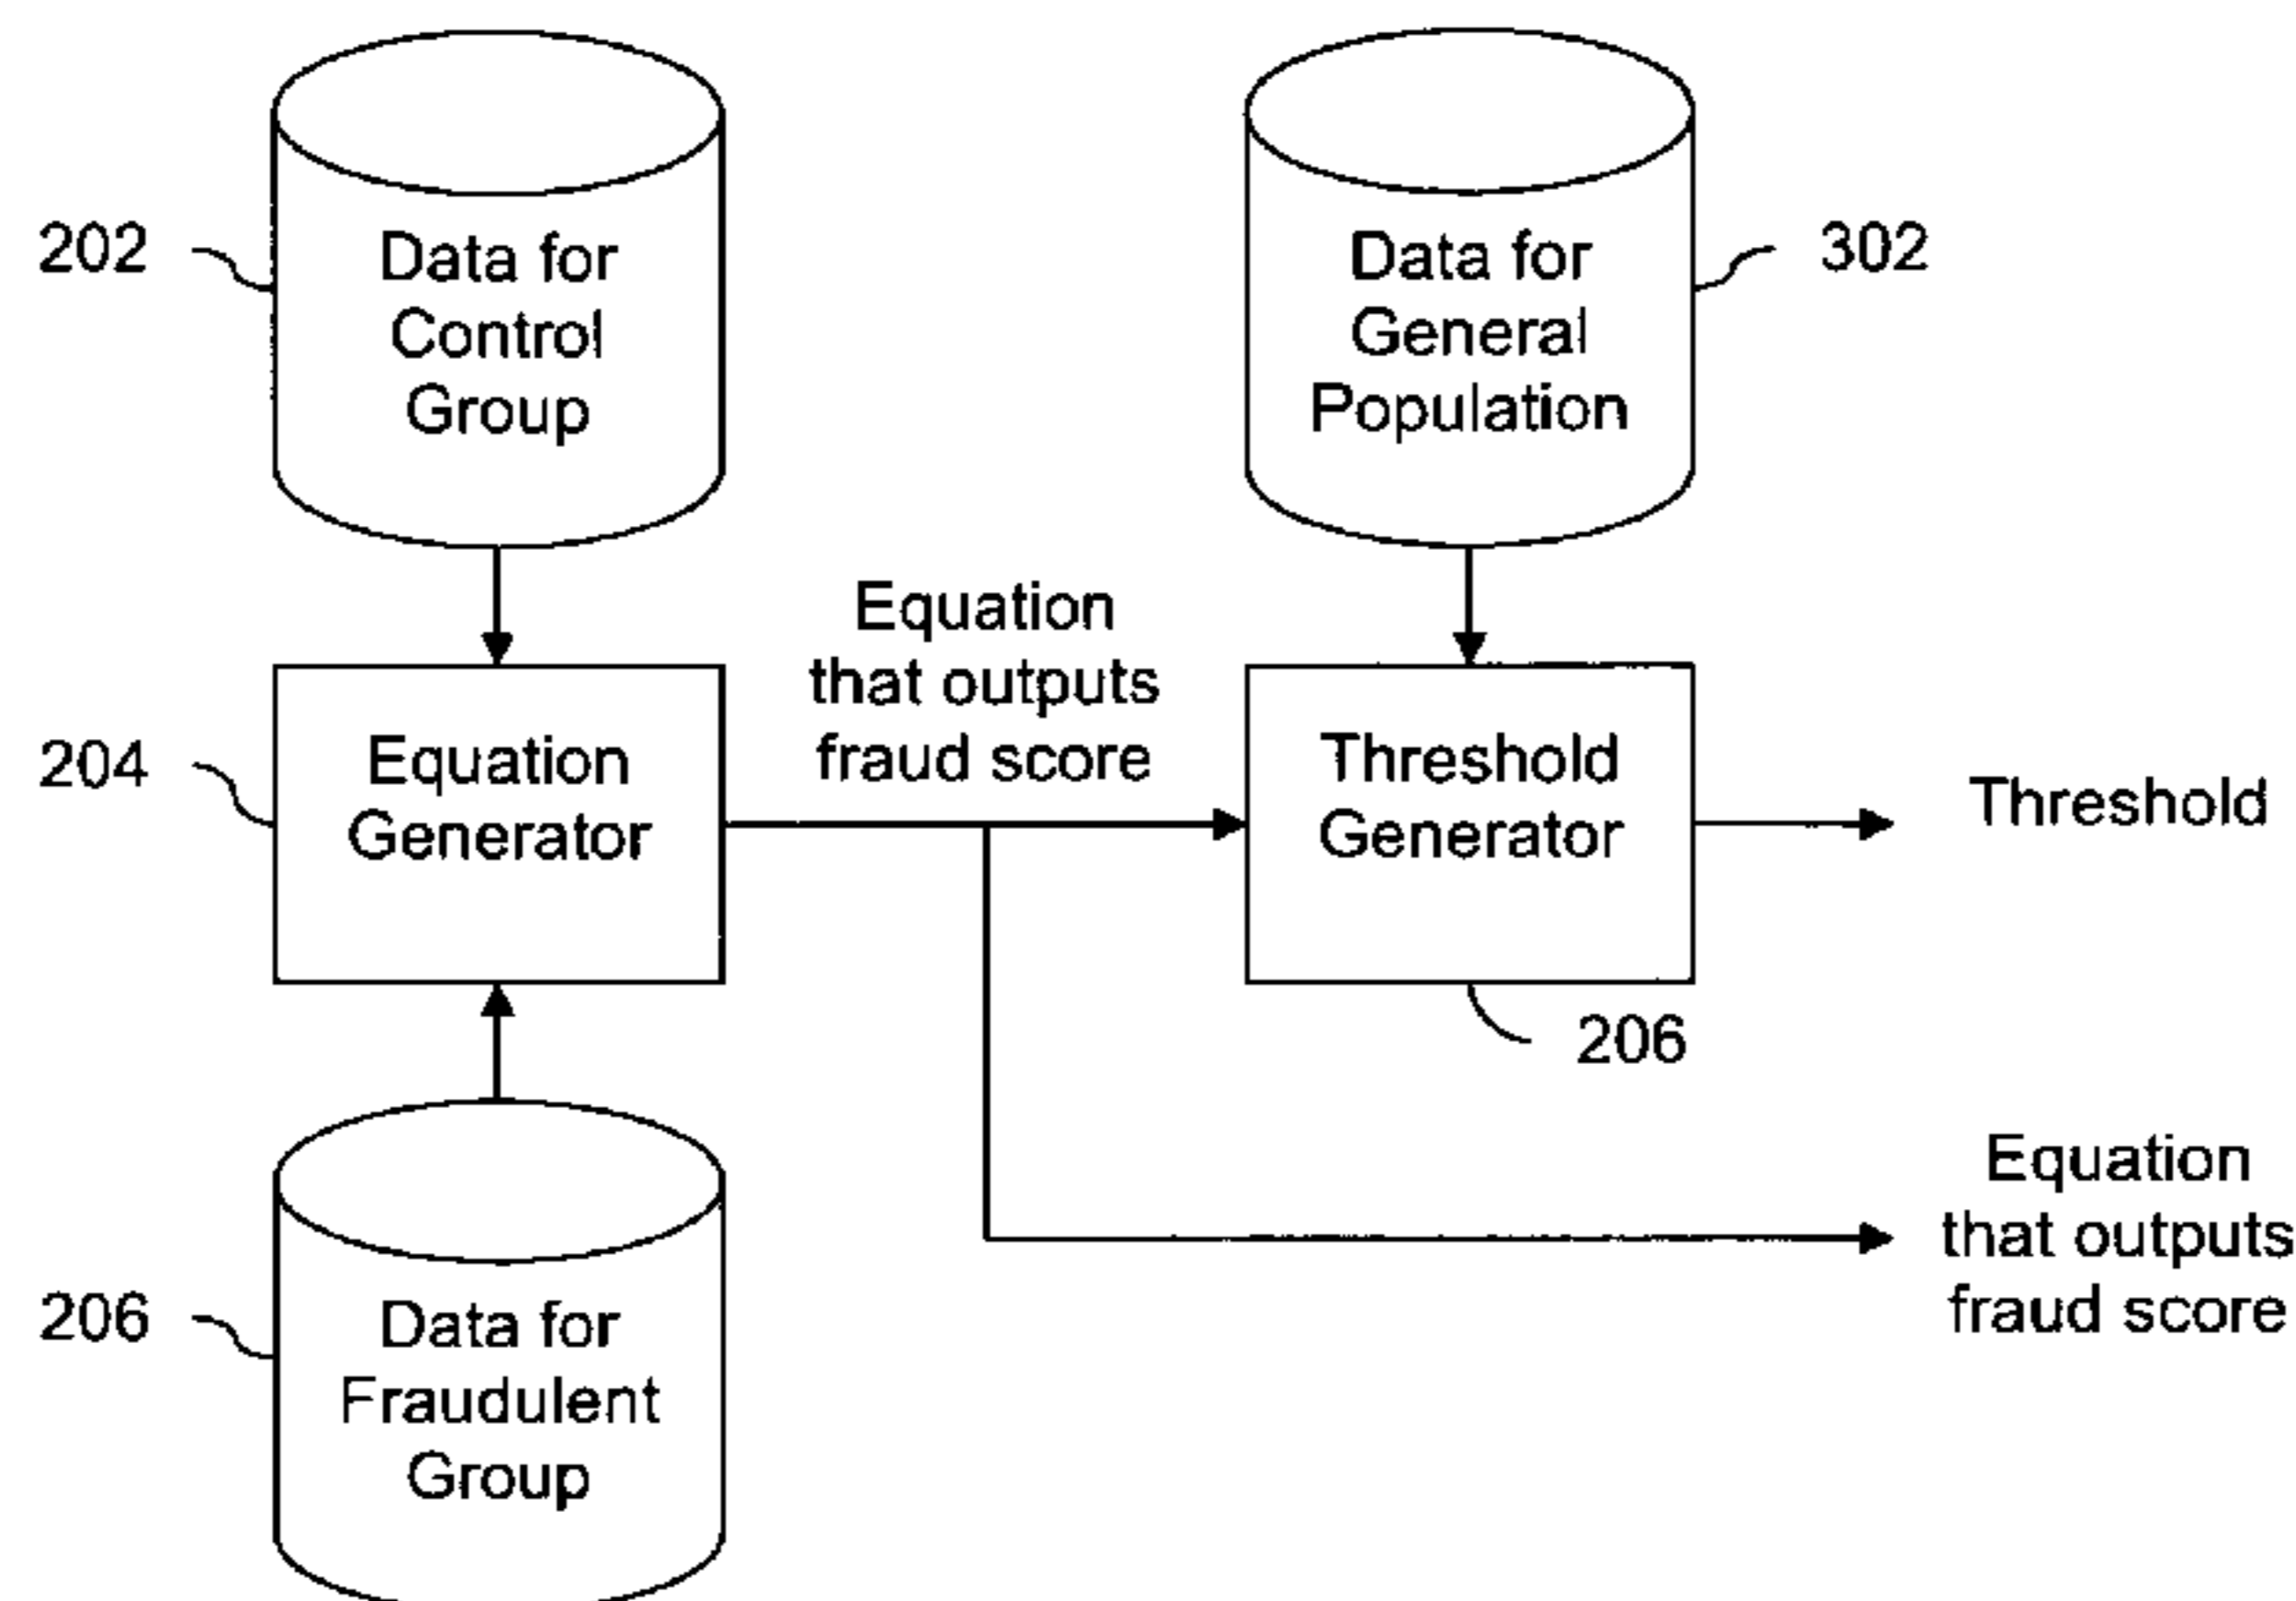 202
Data for
Control
Group
Data for
General
Population
302
Equation
that outputs
fraud score
204
Equation
Generator
Threshold
Generator
Threshold
206
206
Data for
Fraudulent
Group
Equation
that outputs
fraud score